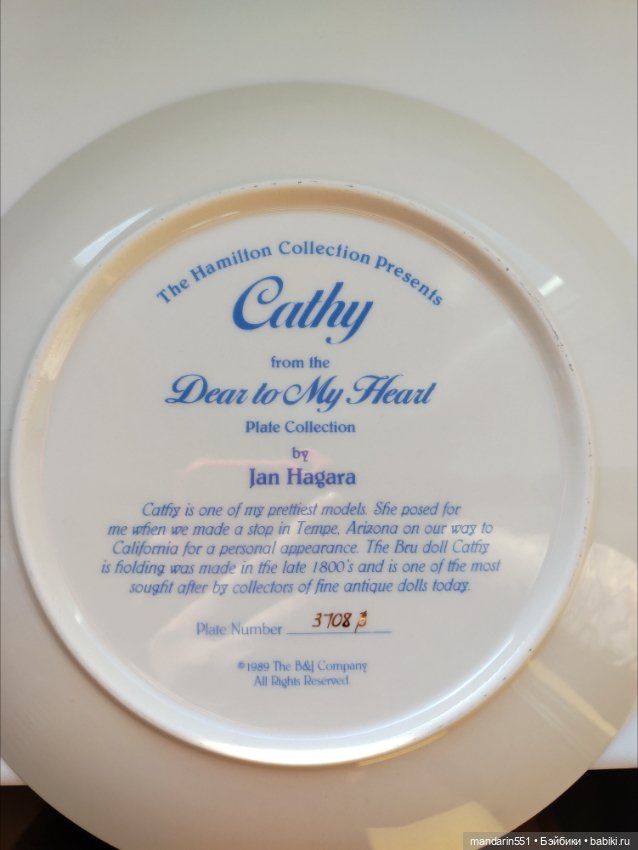 The Hamilton Collection Presents
Cathy
from the
Dear to My Heart
Plate Collection
by
Jan Hagara
Cathy is one of my prettiest models. She posed for
me when we made a stop in Tempe, Arizona on our way to
California for a personal appearance. The Bru doll Cathy
is holding was made in the late 1800's and is one of the most
sought after by collectors of fine antique dolls today.
Plate Number 3708
©1989 The B&J Company
All Rights Reserved
mandarin551 • Бэйбики • babiki.ru